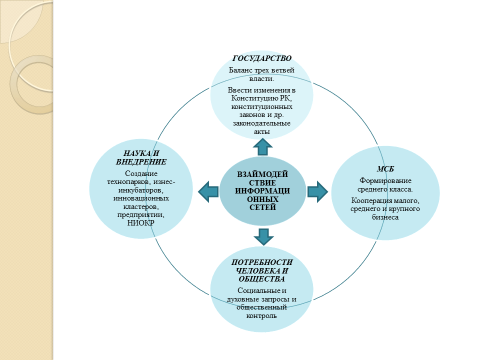 ГОСУДАРСТВО
Баланс трех ветвей
власти.
Ввести изменения в
Конституцию РК,
конституционных
законов и др.
законодательные
акты
НАУКА И
ВНЕДРЕНИЕ
Создание
технопарков, изнес-
инкубаторов,
инновационных
кластеров,
предприятии,
НИОКР
ВЗАИМОДЕЙ
СТВИЕ
ИНФОРМАЦИ
ОННЫХ
СЕТЕЙ
МСБ
Формирование
среднего класса.
Кооперация малого,
среднего и крупного
бизнеса
ПОТРЕБНОСТИ
ЧЕЛОВЕКА И
ОБЩЕСТВА
Социальные и
духовные запросы и
общественный
контроль